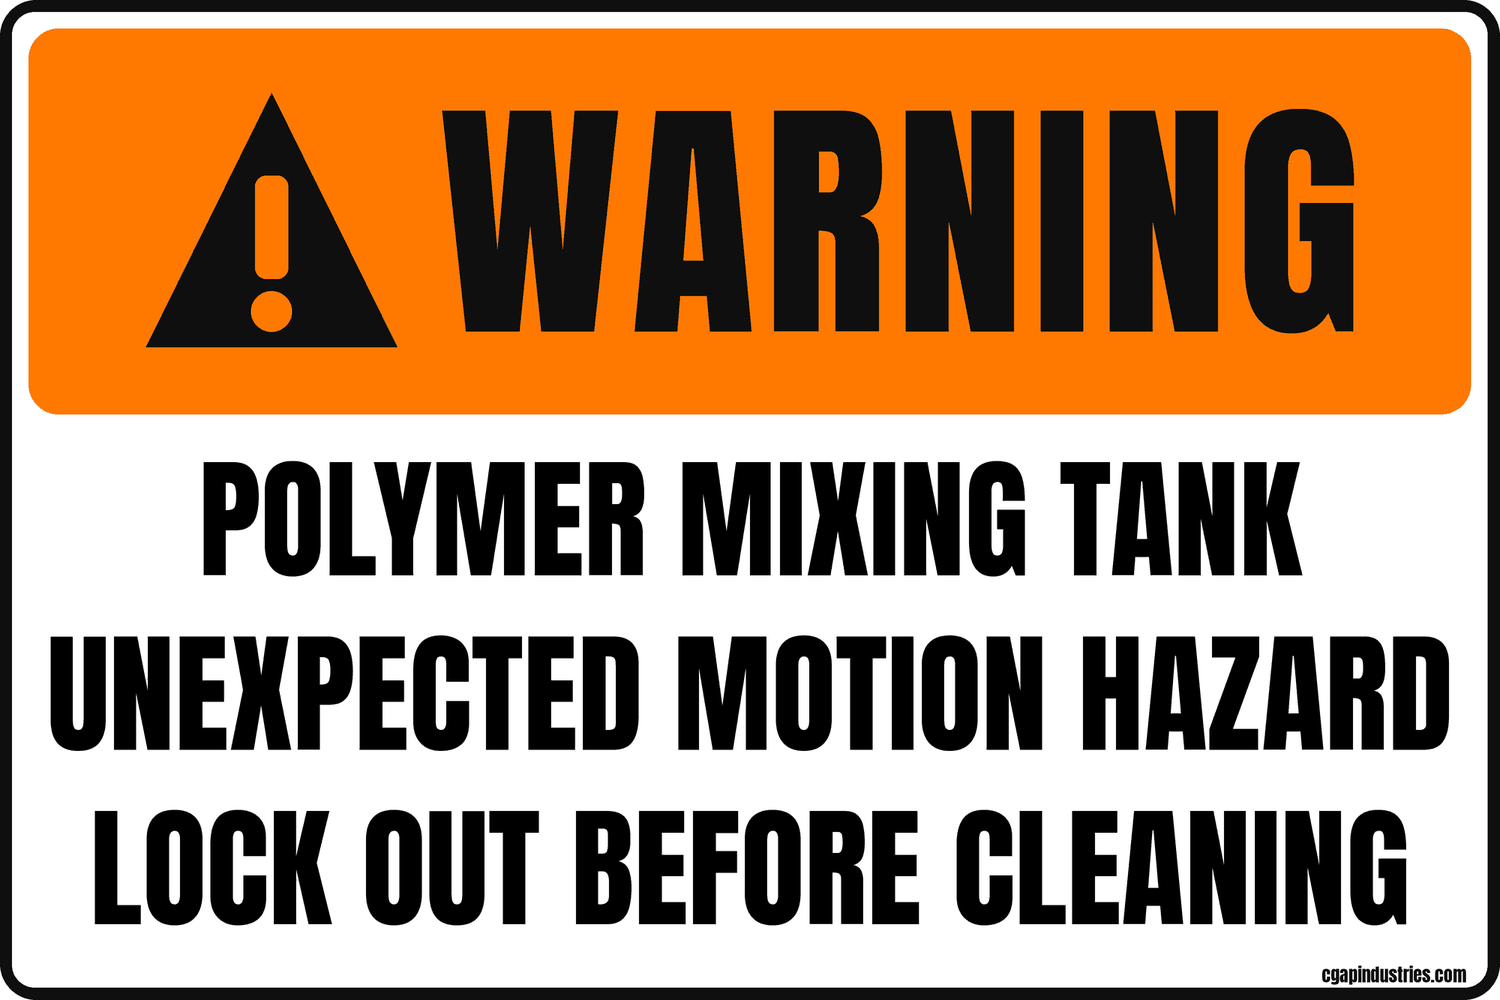 WARNING
POLYMER MIXING TANK
UNEXPECTED MOTION HAZARD
LOCK OUT BEFORE CLEANING
cgapindustries.com